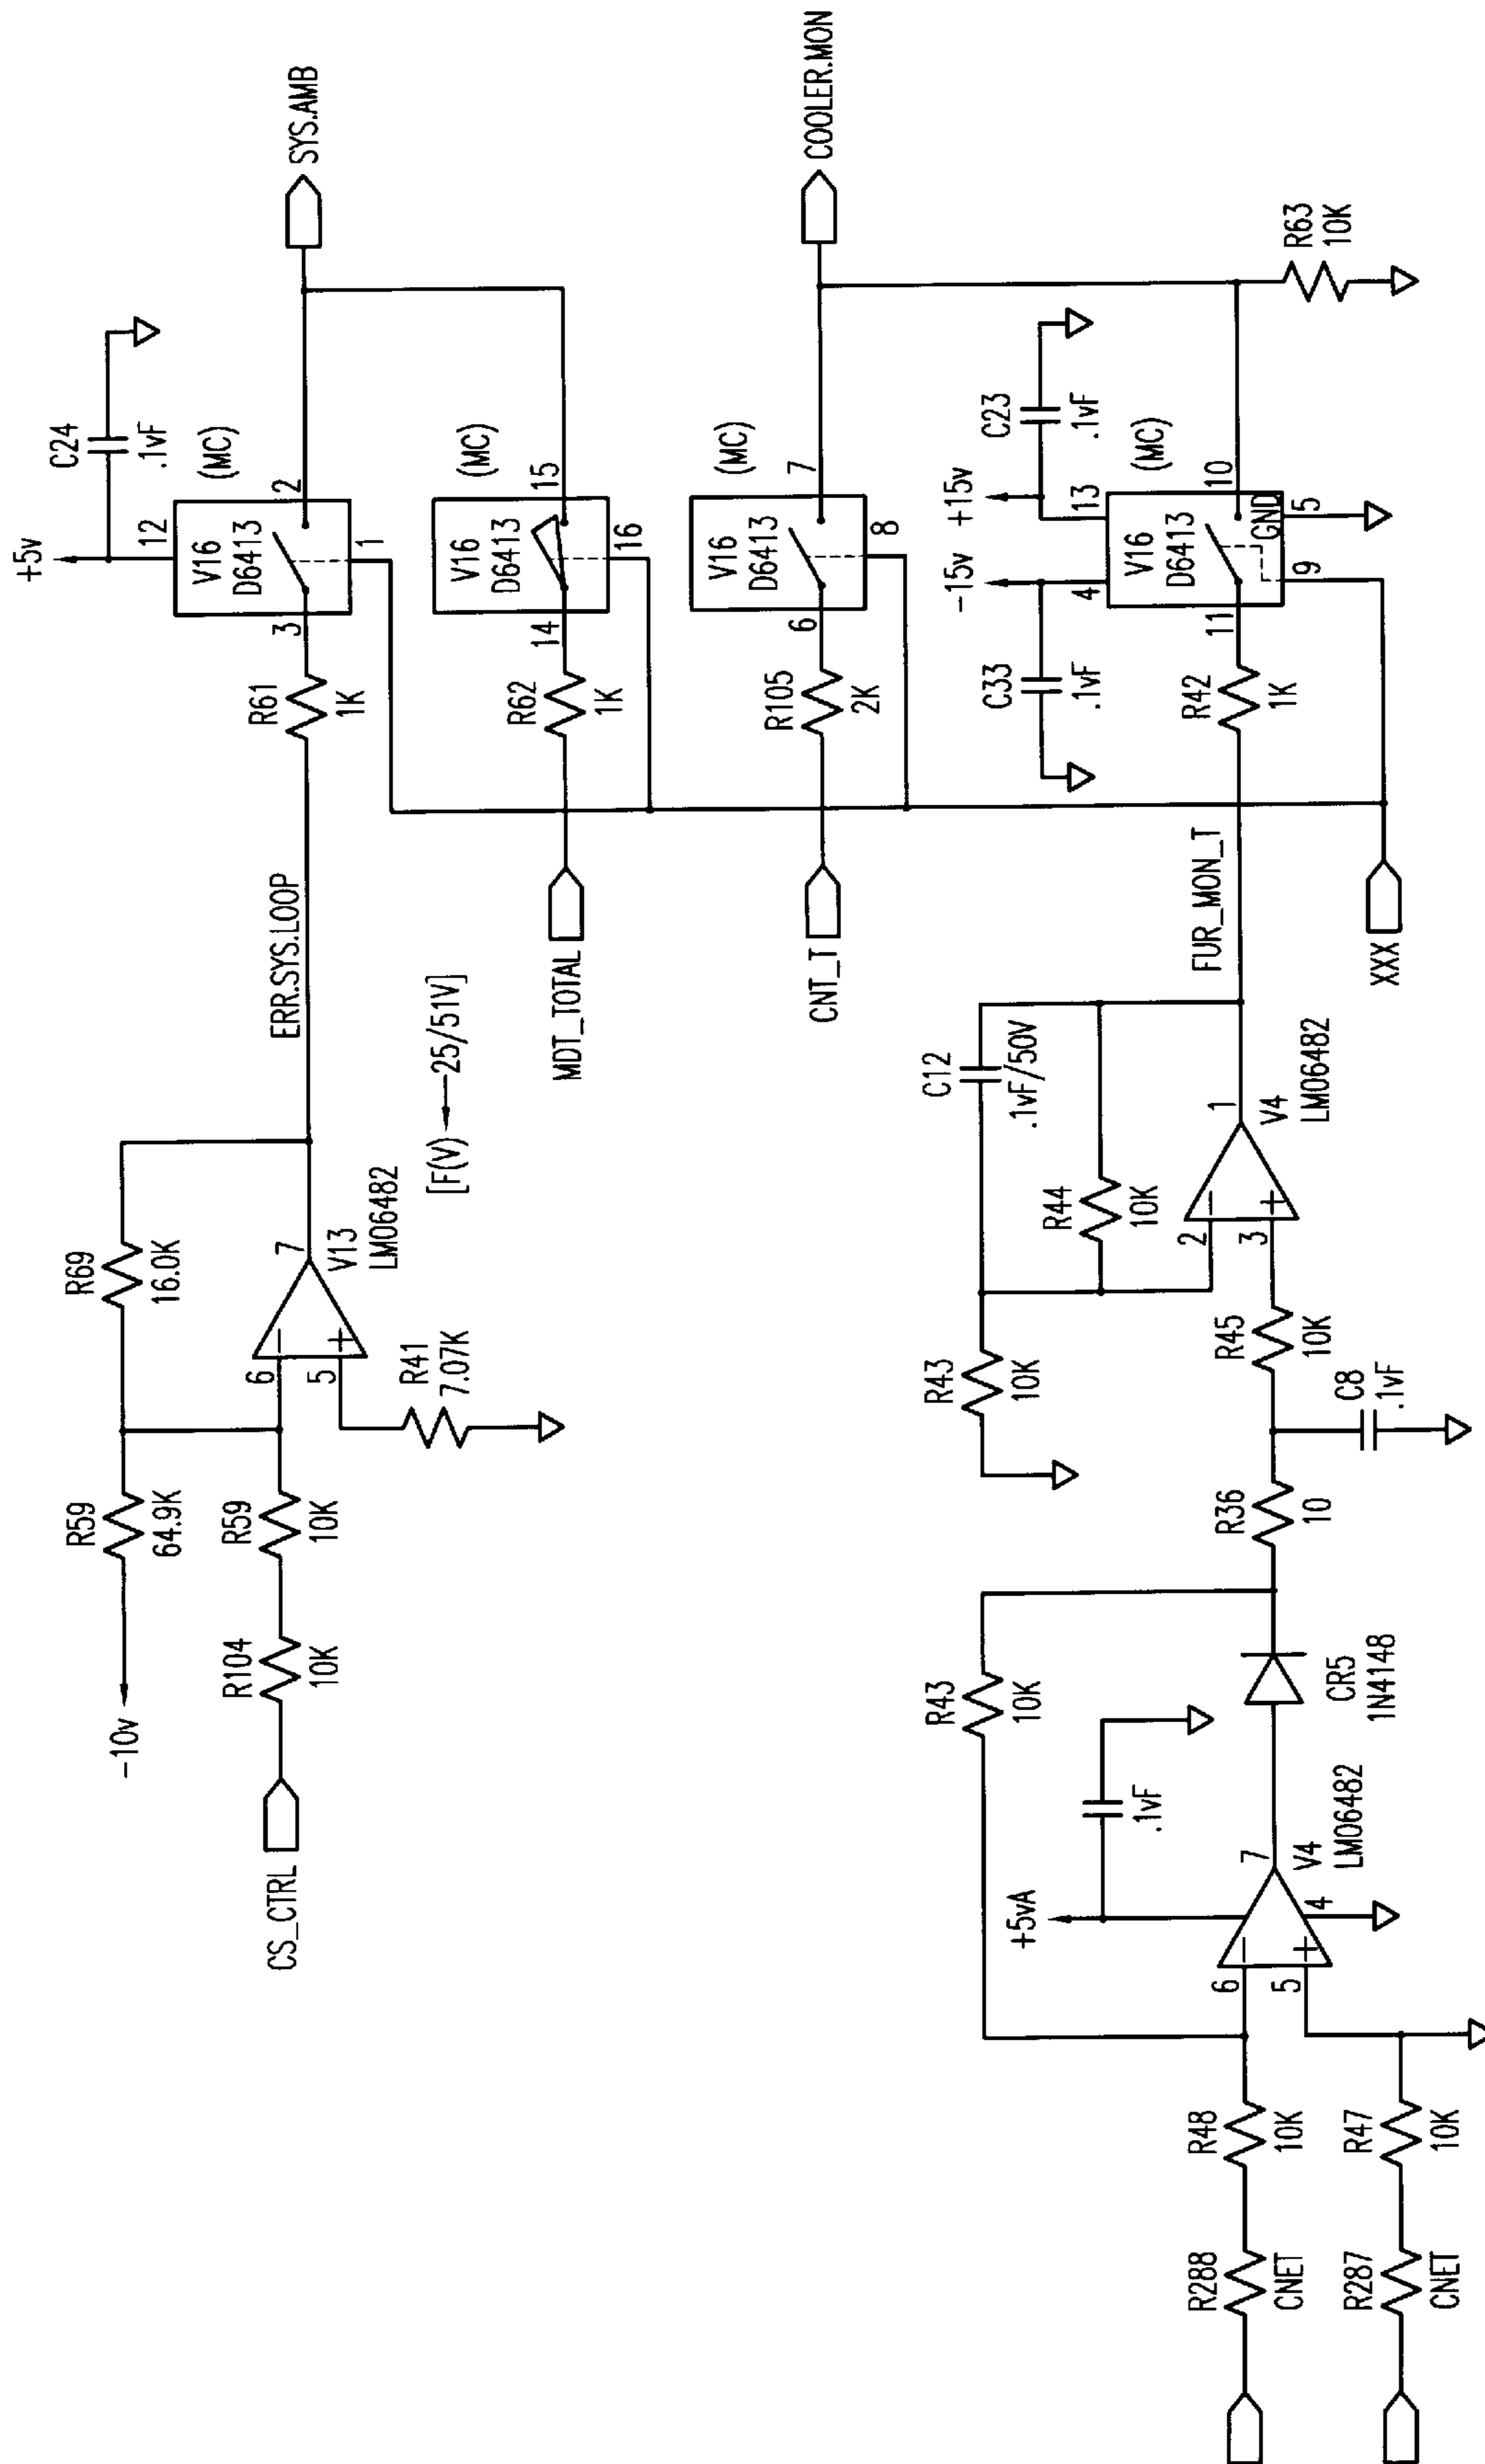 +5v
C24
.1vF
12
V16
D6413
(MC)
3
2
1
SYS.AMB
R61
1K
ERR.SYS.LOOP
R69
16.0K
R59
64.9K
-10v
6
5
7
V13
LM06482
R41
7.07K
R59
10K
R104
10K
CS_CTRL
[F(V) 25/51V]
V16
D6413
(MC)
14
15
16
R62
1K
MDT_TOTAL
V16
D6413
(MC)
6
7
8
R105
2K
CNT_T
COOLER.MON
-15v
+15v
C33
.1vF
C23
.1vF
4
13
V16
D6413
(MC)
11
10
GND
5
9
R63
10K
R42
1K
FUR_MON_T
XXX
C12
.1vF/50V
R44
10K
R43
10K
2
3
1
V4
LM06482
R45
10K
C8
.1vF
R36
10
R43
10K
CR5
1N4148
+5vA
.1vF
6
5
7
4
V4
LM06482
R48
10K
R288
CNET
R47
10K
R287
CNET